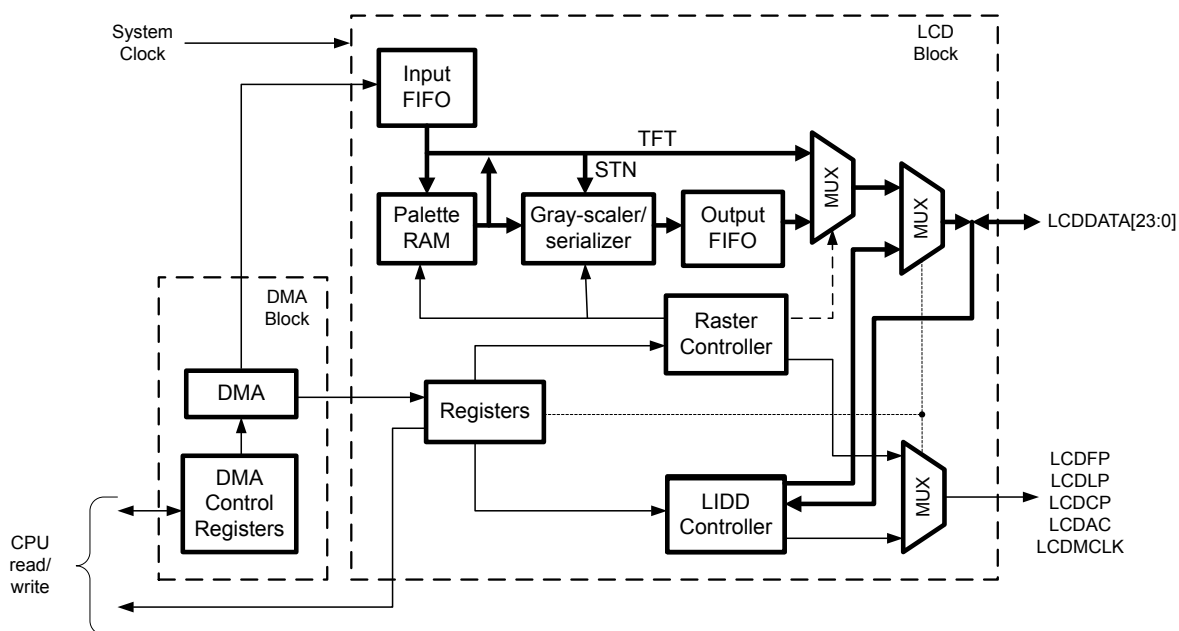 System
Clock
LCD
Block
Input
FIFO
TFT
STN
MUX
MUX
Palette
RAM
Gray-scaler/
serializer
Output
FIFO
LCDDATA[23:0]
DMA
Block
Raster
Controller
DMA
Registers
DMA
Control
Registers
LIDD
Controller
MUX
LCDFP
LCDLP
LCDCP
LCDAC
LCDMCLK
CPU
read/
write